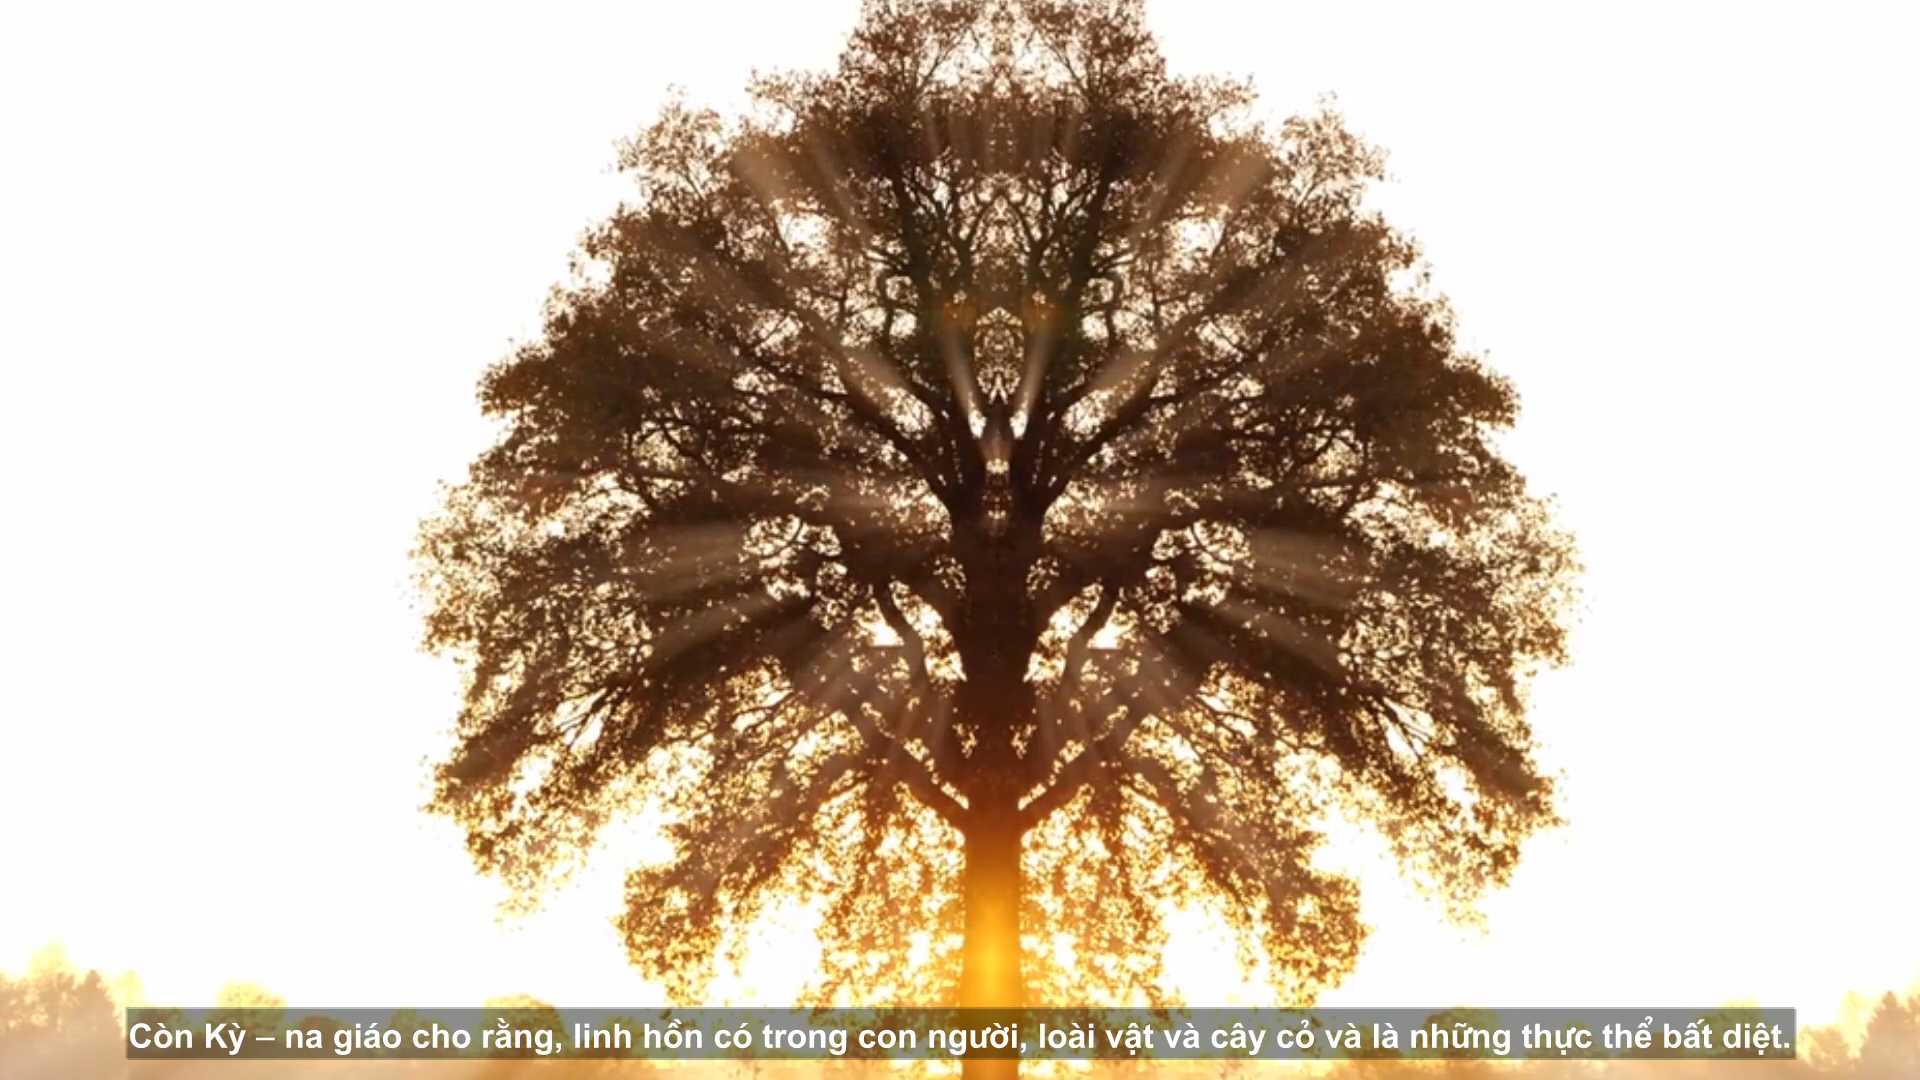 Còn Kỳ – na giáo cho rằng, linh hồn có trong con người, loài vật và cây cỏ và là những thực thể bất diệt.